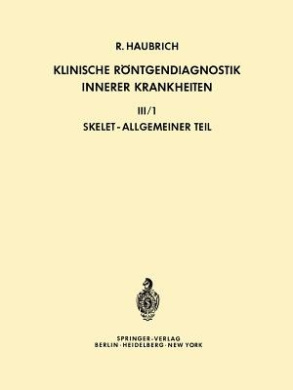 R. HAUBRICH
KLINISCHE RÖNTGENDIAGNOSTIK
INNERER KRANKHEITEN
III/1
SKELET-ALLGEMEINER TEIL
SPRINGER-VERLAG
BERLIN · HEIDELBERG · NEW YORK